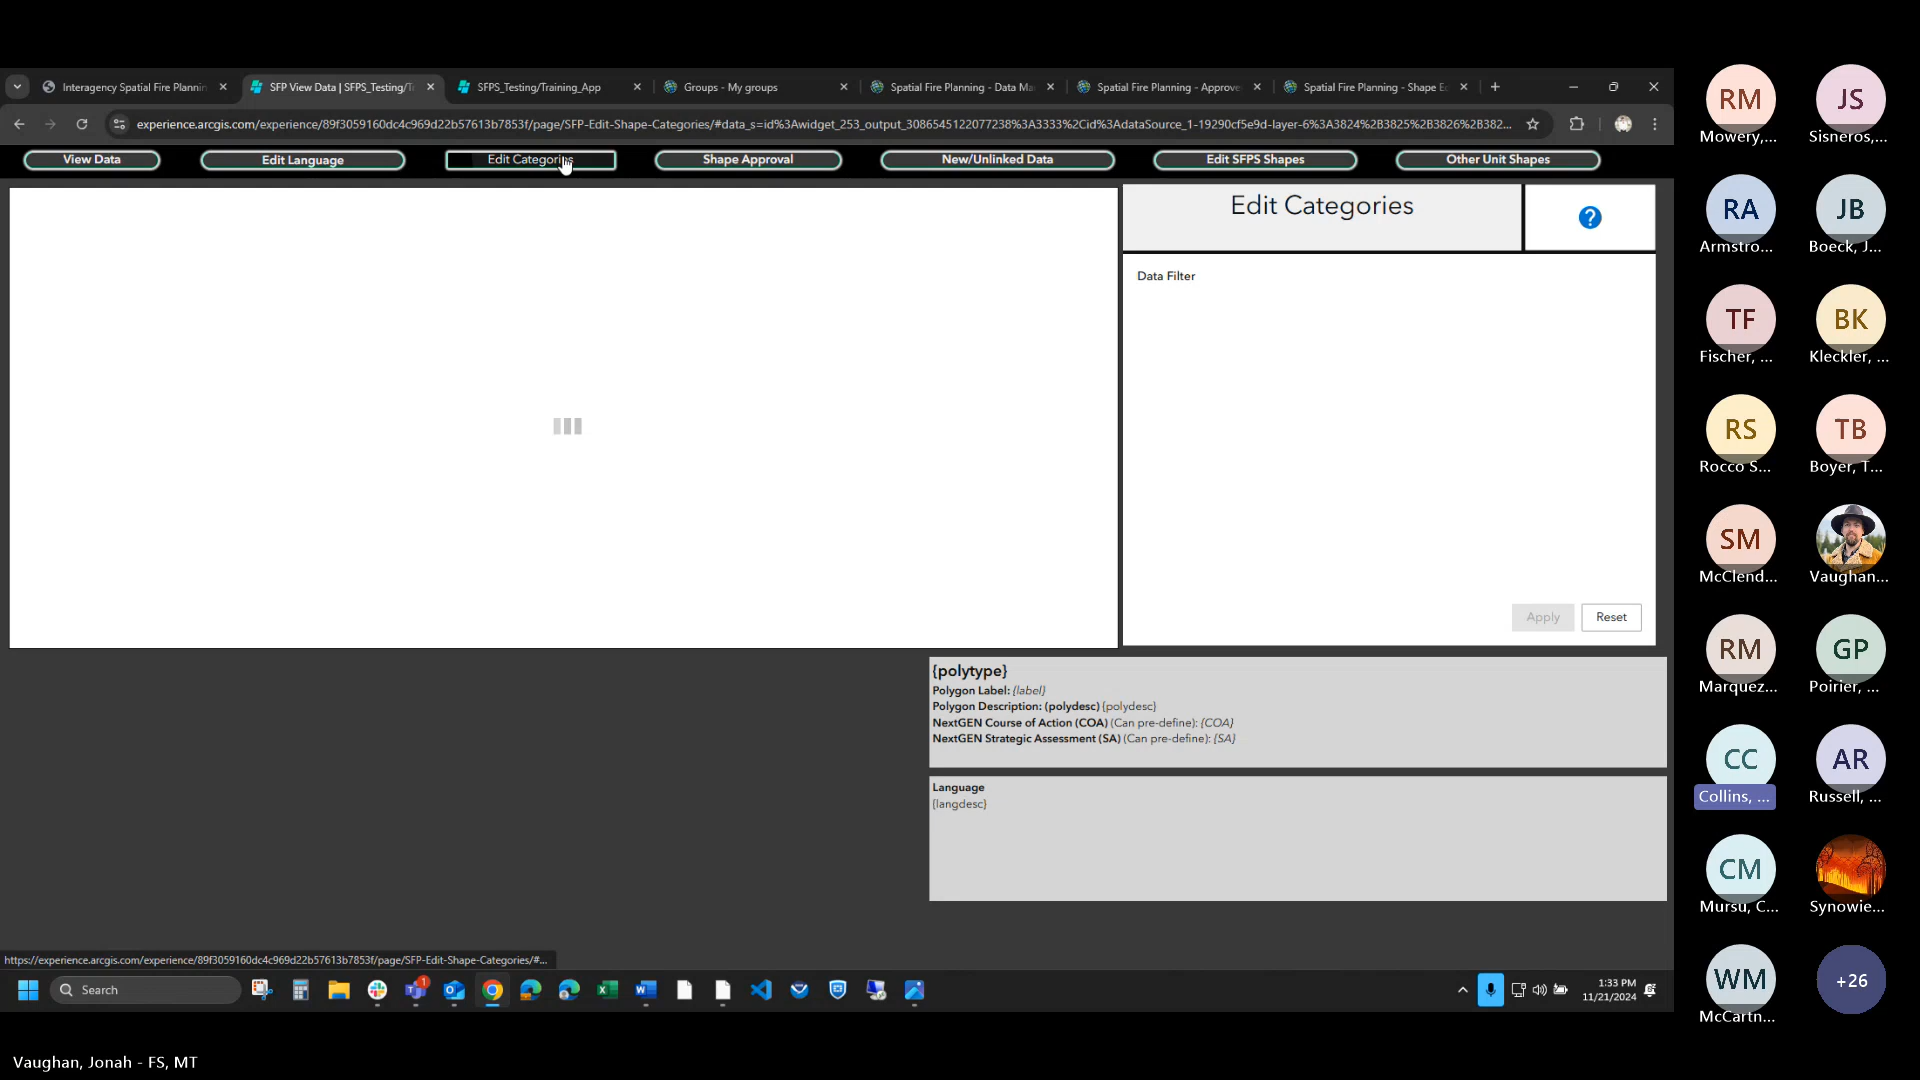 Interagency Spatial Fire Plannin
SFP View Data | SFPS_Testing/T
SFPS_Testing/Training_App
Groups - My groups
Spatial Fire Planning - Data Ma
Spatial Fire Planning - Approve
Spatial Fire Planning - Shape E
experience.arcgis.com/experience/89f3059160dc4c969d22b57613b7853f/page/SFP-Edit-Shape-Categories/#data_s=id%3Awidget_253_output_3086545122077238%3A3333%2Cid%3AdataSource_1-19290cf5e9d-layer-6%3A3824%2B3825%2B3826%2B382...
View Data
Edit Language
Edit Categories
Shape Approval
New/Unlinked Data
Edit SFPS Shapes
Other Unit Shapes
Edit Categories
?
Data Filter
Apply
Reset
{polytype}
Polygon Label: {label}
Polygon Description: (polydesc) {polydesc}
NextGEN Course of Action (COA) (Can pre-define): {COA}
NextGEN Strategic Assessment (SA) (Can pre-define): {SA}
Language
{langdesc}
https://experience.arcgis.com/experience/89f3059160dc4c969d22b57613b7853f/page/SFP-Edit-Shape-Categories/#...
Search
1
1:33 PM
11/21/2024
RM
Mowery,...
JS
Sisneros,...
RA
Armstro...
JB
Boeck, J...
TF
Fischer, ...
BK
Kleckler, ...
RS
Rocco S...
TB
Boyer, T...
SM
McClend...
Vaughan...
RM
Marquez...
GP
Poirier, ...
CC
Collins, ...
AR
Russell, ...
CM
Mursu, C...
Synowie...
WM
McCartn...
+26
Vaughan, Jonah - FS, MT